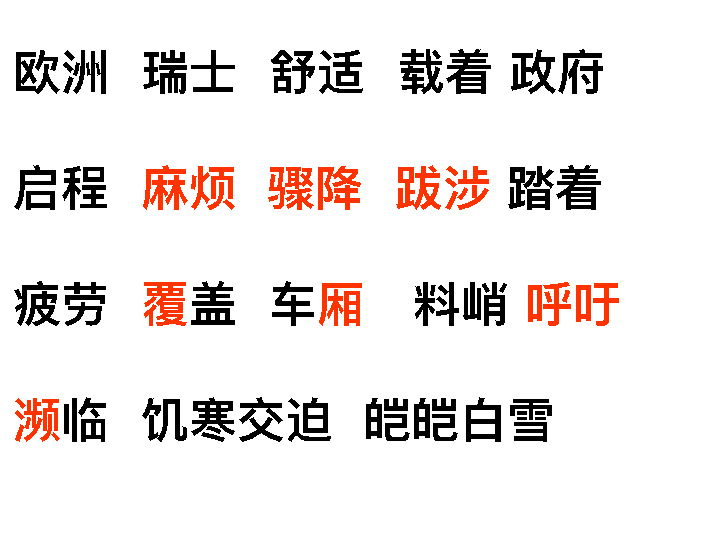 欧洲 瑞士 舒适 载着 政府
启程 麻烦 骤降 跋涉 踏着
疲劳 覆盖 车厢 料峭 呼吁
濒临 饥寒交迫 皑皑白雪